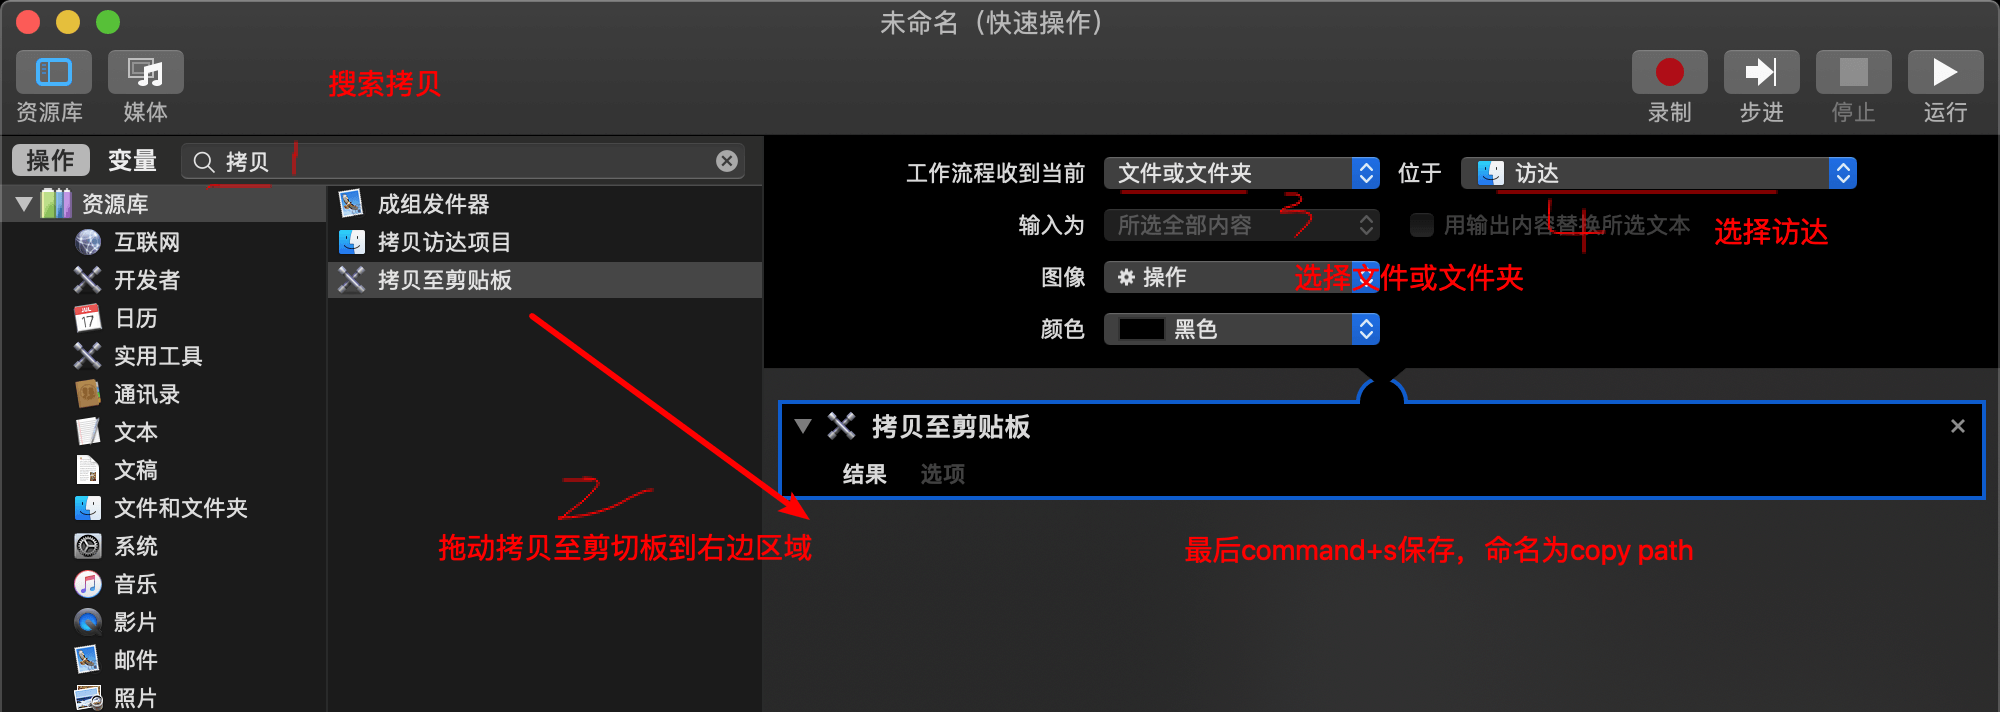 未命名（快速操作）
资源库
媒体
搜索拷贝
录制
步进
停止
运行
操作
变量
拷贝
1
资源库
互联网
开发者
日历
JUL
17
实用工具
通讯录
文本
文稿
文件和文件夹
系统
音乐
影片
邮件
照片
成组发件器
拷贝访达项目
拷贝至剪贴板
2
拖动拷贝至剪切板到右边区域
工作流程收到当前 文件或文件夹 位于 访达
3
4
输入为 所选全部内容 用输出内容替换所选文本
选择访达
图像 操作
选择文件或文件夹
颜色 黑色
拷贝至剪贴板
结果 选项
最后command+s保存，命名为copy path